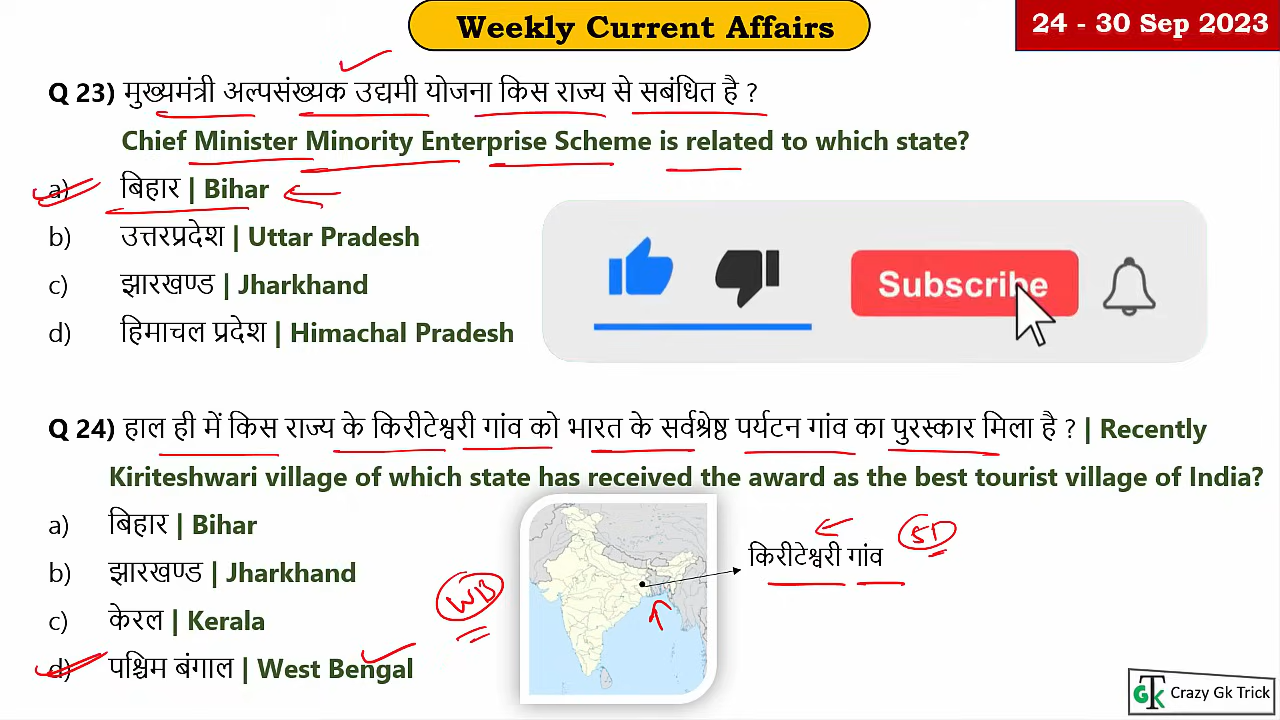 Weekly Current Affairs
24 - 30 Sep 2023
Q 23) मुख्यमंत्री अल्पसंख्यक उद्यमी योजना किस राज्य से सबंधित है ?
Chief Minister Minority Enterprise Scheme is related to which state?
a) बिहार | Bihar
b) उत्तरप्रदेश | Uttar Pradesh
c) झारखण्ड | Jharkhand
d) हिमाचल प्रदेश | Himachal Pradesh
Subscribe
Q 24) हाल ही में किस राज्य के किरीटेश्वरी गांव को भारत के सर्वश्रेष्ठ पर्यटन गांव का पुरस्कार मिला है ? | Recently
Kiriteshwari village of which state has received the award as the best tourist village of India?
a) बिहार | Bihar
b) झारखण्ड | Jharkhand
c) केरल | Kerala
d) पश्चिम बंगाल | West Bengal
WB
किरीटेश्वरी गांव
GTK Crazy Gk Trick